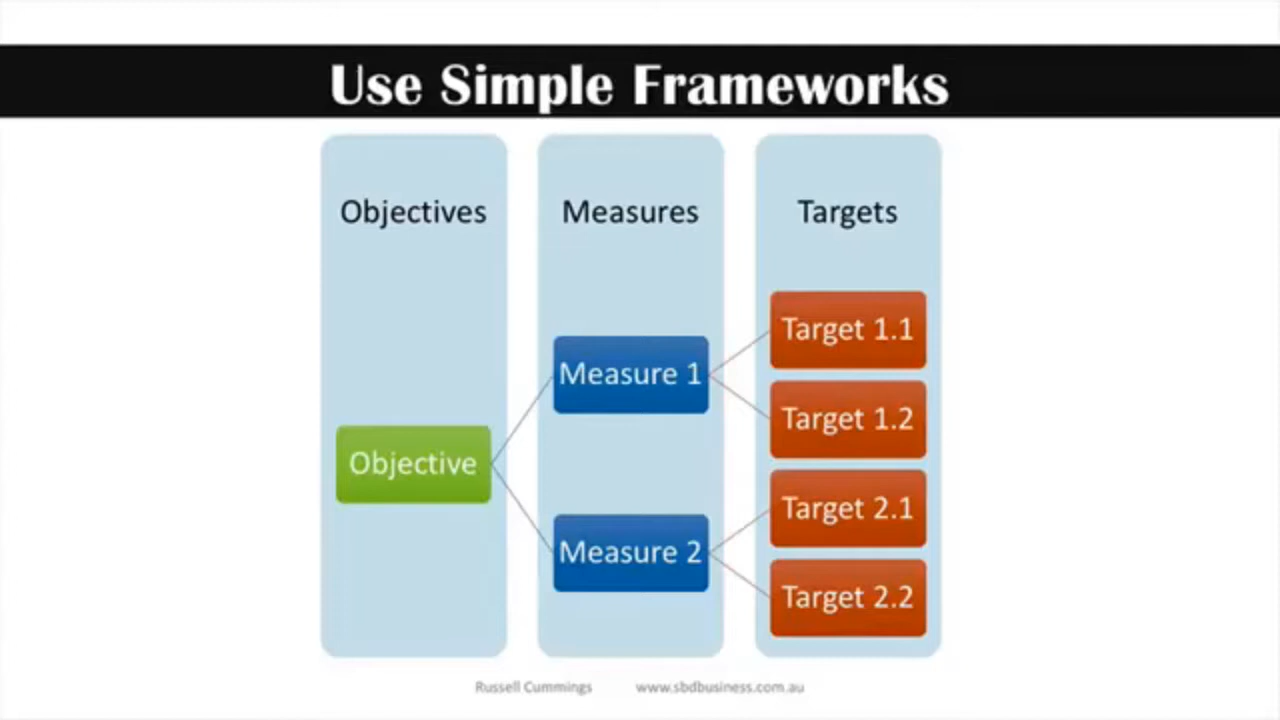 Use Simple Frameworks
Objectives
Measures
Targets
Objective
Measure 1
Measure 2
Target 1.1
Target 1.2
Target 2.1
Target 2.2
Russell Cummings www.sbdbusiness.com.au